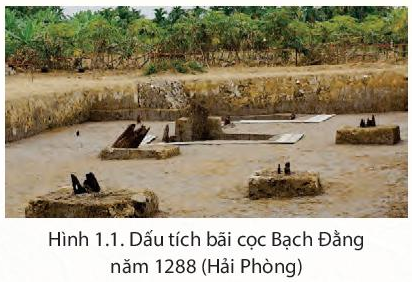 Hình 1.1. Dấu tích bãi cọc Bạch Đằng
năm 1288 (Hải Phòng)